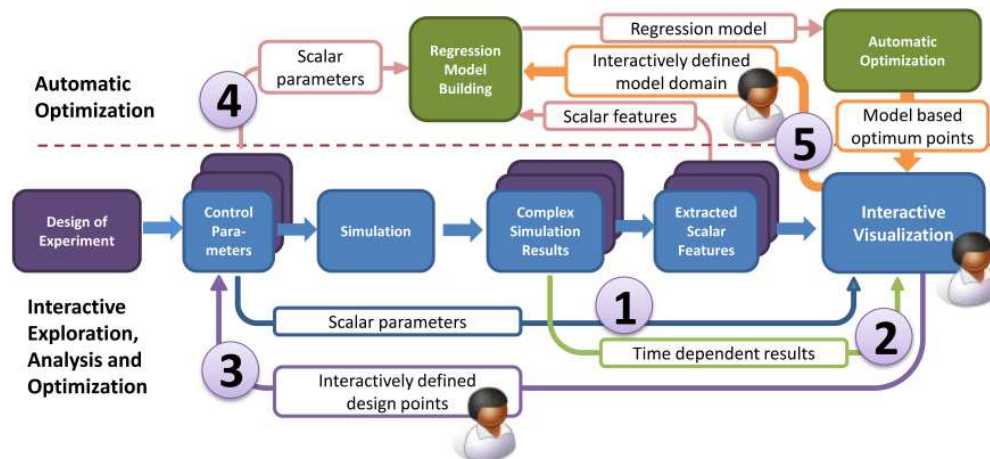 Regression model
Scalar
parameters
Regression
Model
Building
Automatic
Optimization
Interactively defined
model domain
Automatic
Optimization
4
Scalar features
5
Model based
optimum points
Design of
Experiment
Control
Para-
meters
Simulation
Complex
Simulation
Results
Extracted
Scalar
Features
Interactive
Visualization
Interactive
Exploration,
Analysis and
Optimization
Scalar parameters
1
Time dependent results
2
3
Interactively defined
design points